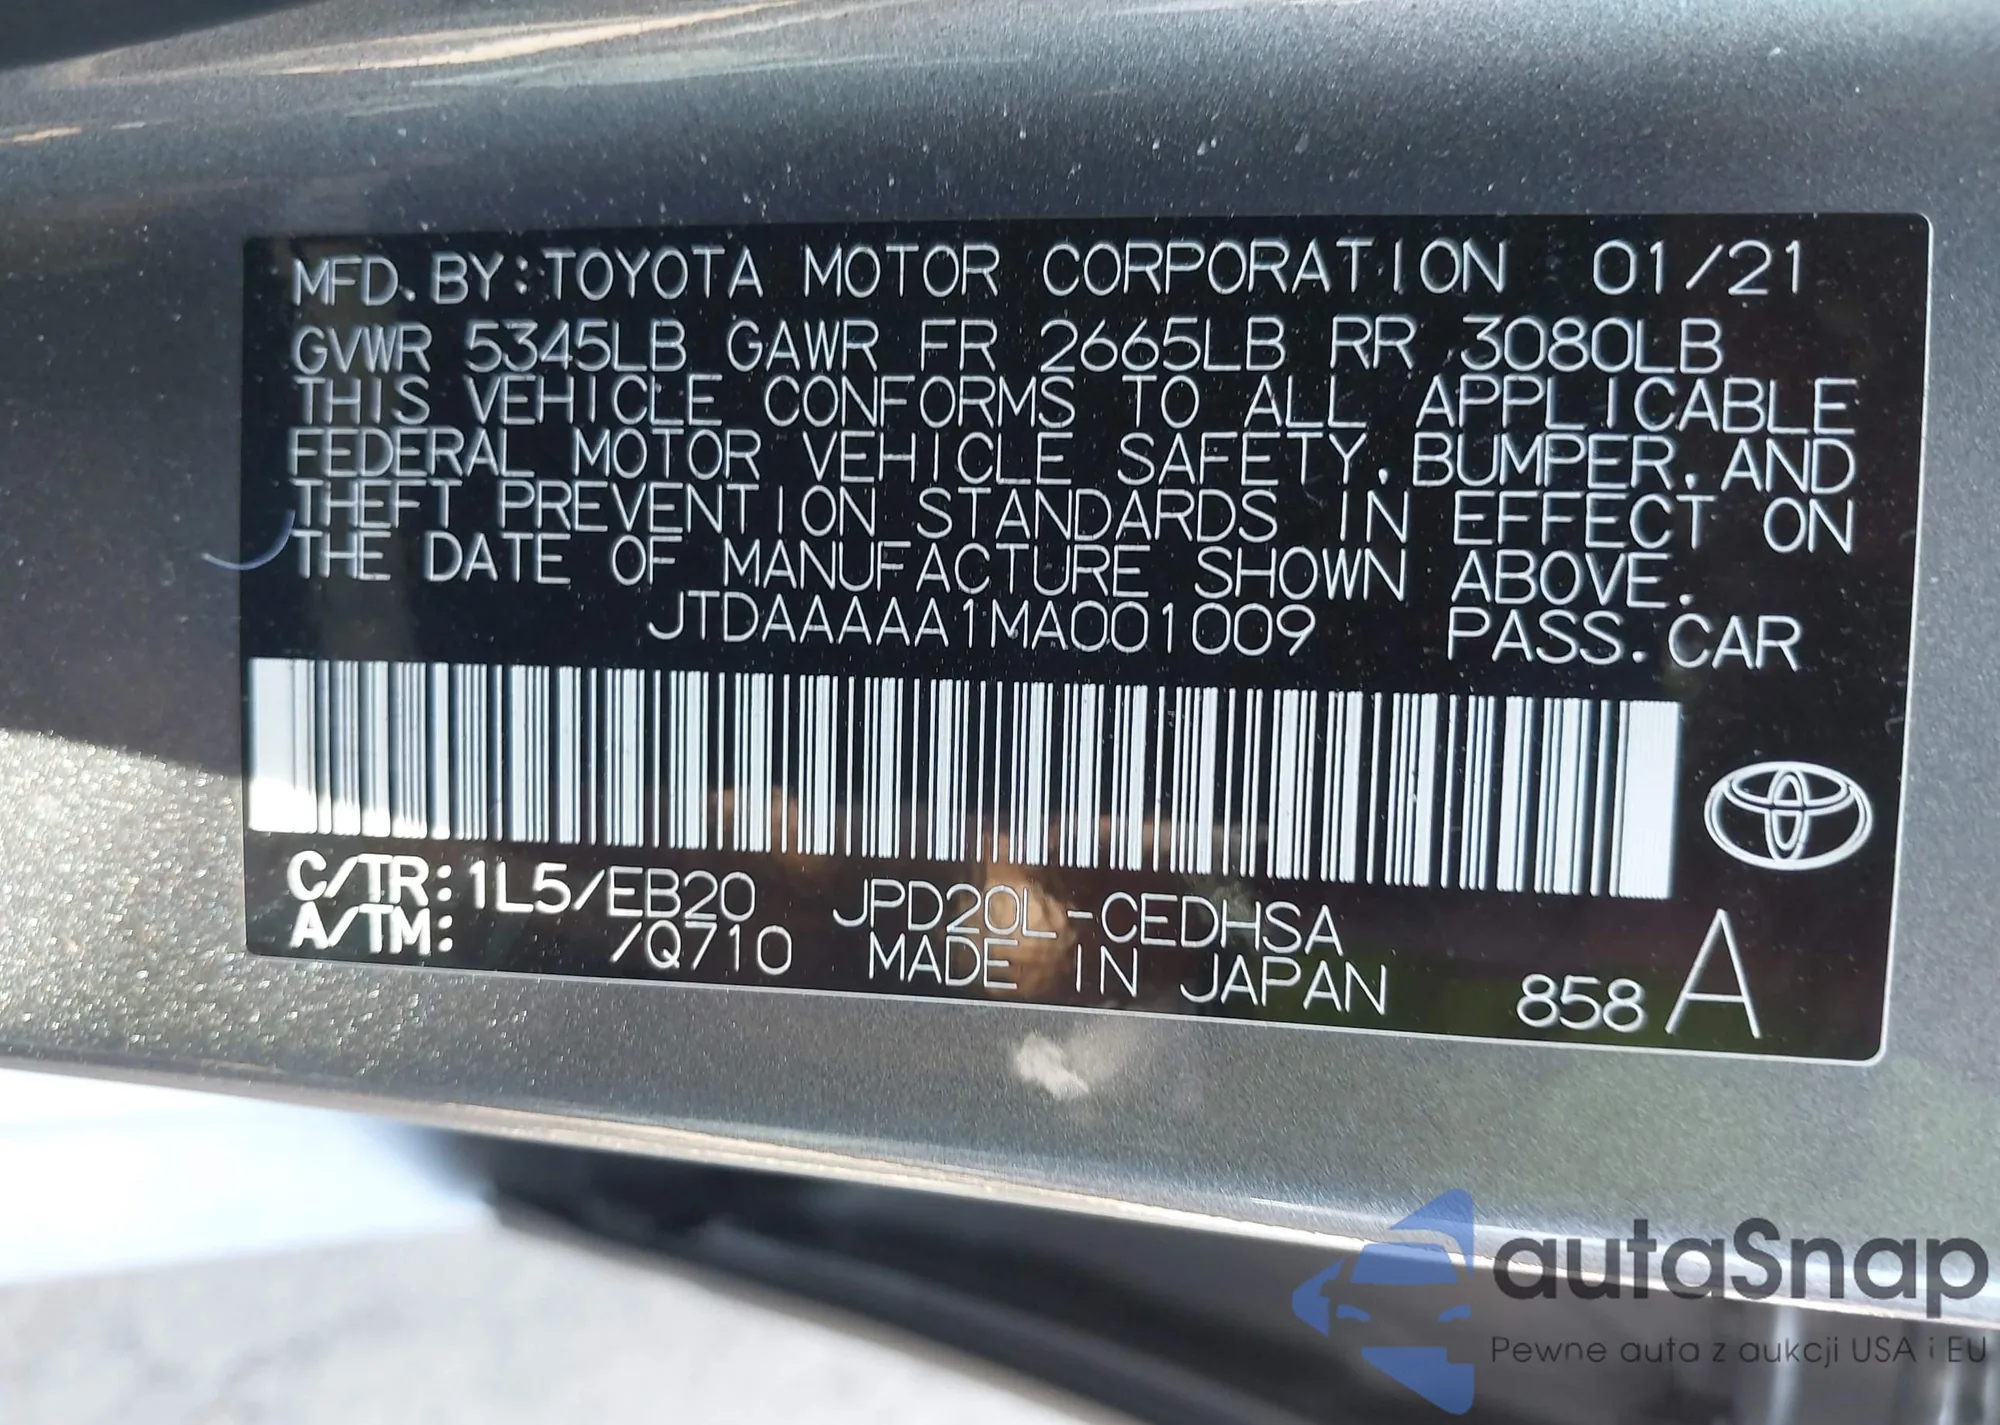 MFD. BY: TOYOTA MOTOR CORPORATION 01/21
GVWR 5345LB GAWR FR 2665LB RR 3080LB
THIS VEHICLE CONFORMS TO ALL APPLICABLE
FEDERAL MOTOR VEHICLE SAFETY, BUMPER, AND
THEFT PREVENTION STANDARDS IN EFFECT ON
THE DATE OF MANUFACTURE SHOWN ABOVE.
JTDAAAAA1MA001009 PASS. CAR
C/TR: 1L5/EB20 JPD20L-CEDHSA
A/TM: /Q710 MADE IN JAPAN 858 A
autaSnap
Pewne auta z aukcji USA i EU